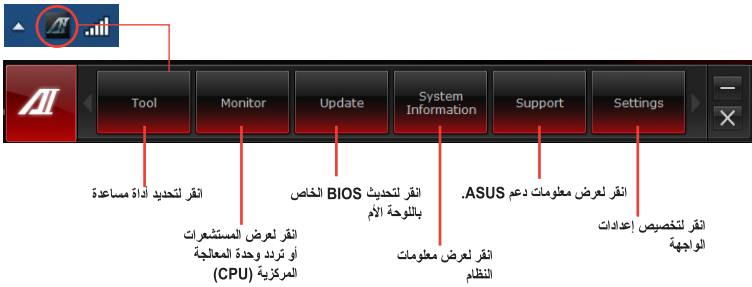 Tool
Monitor
Update
System
Information
Support
Settings
انقر لتحديد أداة مساعدة
انقر لعرض المستشعرات
أو تردد وحدة المعالجة
المركزية (CPU)
انقر لتحديث BIOS الخاص
باللوحة الأم
انقر لعرض معلومات
النظام
انقر لعرض معلومات دعم ASUS.
انقر لتخصيص إعدادات
الواجهة